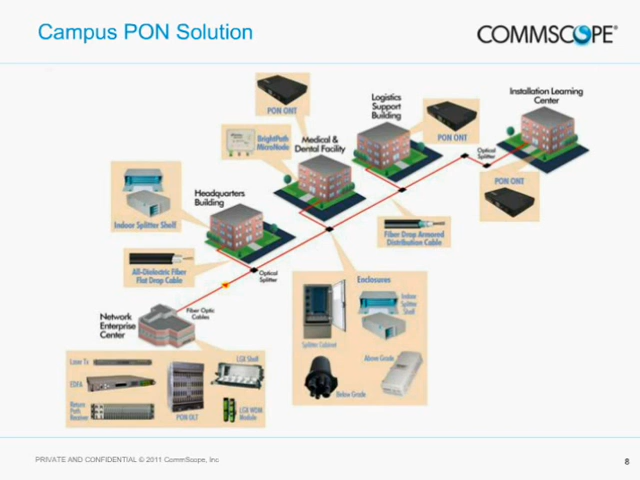 Campus PON Solution
COMMSCOPE®
PON ONT
BrightPath
MicroNode
Medical &
Dental Facility
Logistics
Support
Building
PON ONT
Installation Learning
Center
Optical
Splitter
PON ONT
Indoor Splitter Shelf
Headquarters
Building
Fiber Drop Armored
Distribution Cable
All-Dielectric Fiber
Flat Drop Cable
Optical
Splitter
Enclosures
Indoor
Splitter
Shelf
Splitter Cabinet
Above Grade
Below Grade
Network
Enterprise
Center
Fiber Optic
Cables
Laser Tx
EDFA
Return
Path
Receiver
PON OLT
LGX Shelf
LGX WDM
Module
PRIVATE AND CONFIDENTIAL © 2011 CommScope, Inc
8